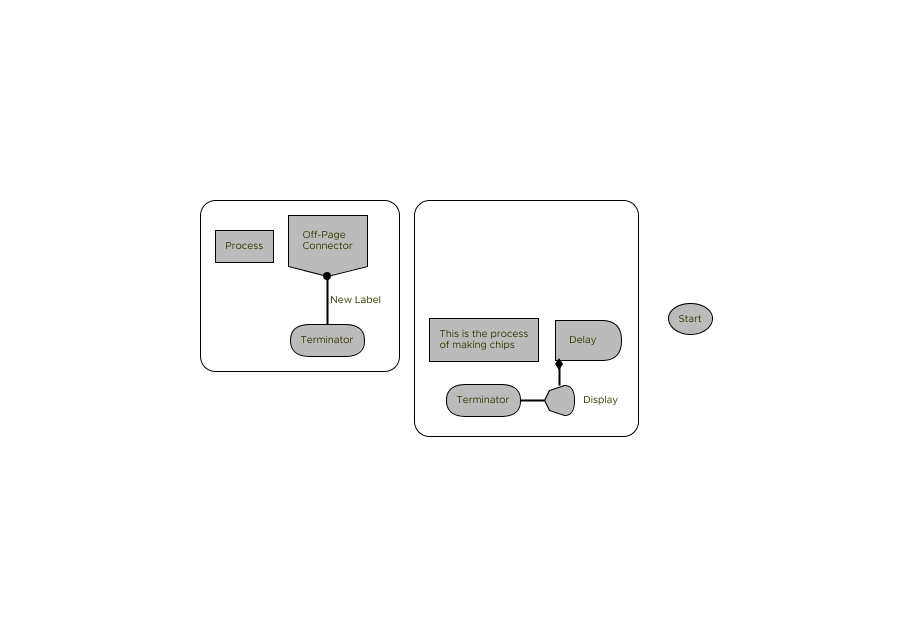 Process
Off-Page
Connector
New Label
Terminator
This is the process
of making chips
Delay
Terminator
Display
Start